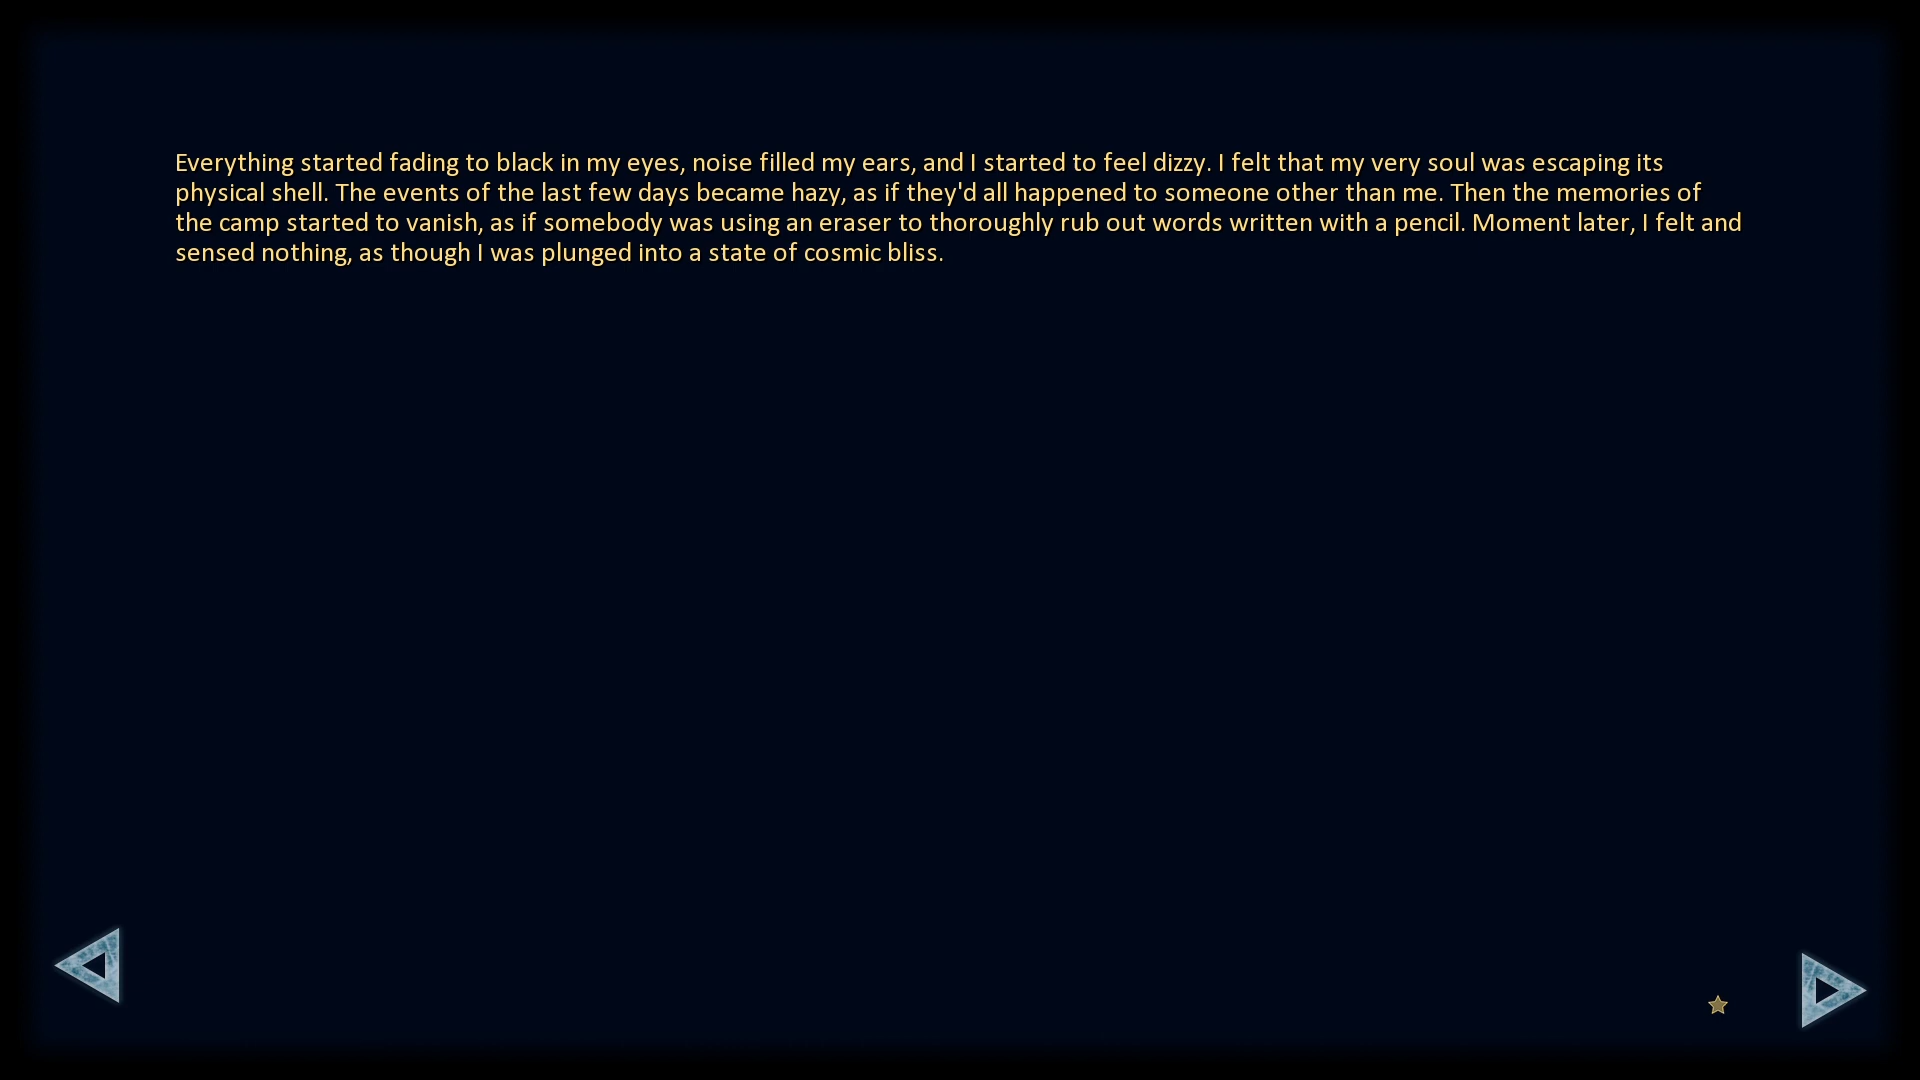 Everything started fading to black in my eyes, noise filled my ears, and I started to feel dizzy. I felt that my very soul was escaping its
physical shell. The events of the last few days became hazy, as if they'd all happened to someone other than me. Then the memories of
the camp started to vanish, as if somebody was using an eraser to thoroughly rub out words written with a pencil. Moment later, I felt and
sensed nothing, as though I was plunged into a state of cosmic bliss.